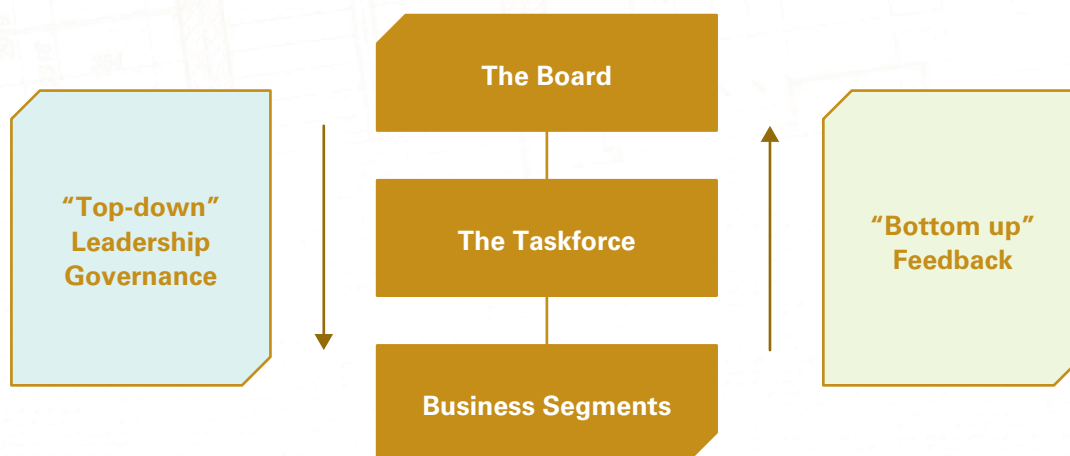 The Board
“Top-down”
Leadership
Governance
The Taskforce
“Bottom up”
Feedback
Business Segments